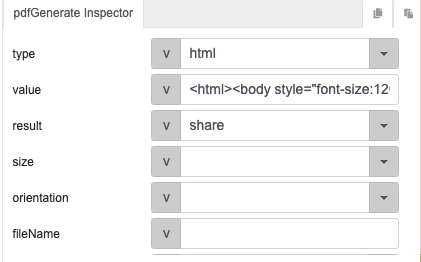 pdfGenerate Inspector
type V html
value V <html><body style="font-size:12
result V share
size V
orientation V
fileName V